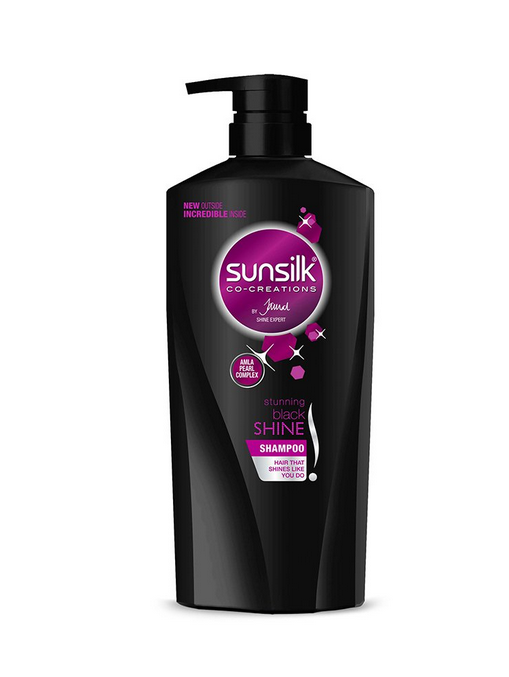 NEW OUTSIDE
INCREDIBLE INSIDE
sunsilk®
CO-CREATIONS
BY Jamal
SHINE EXPERT
AMLA
PEARL
COMPLEX
stunning
black
SHINE
SHAMPOO
HAIR THAT
SHINES LIKE
YOU DO